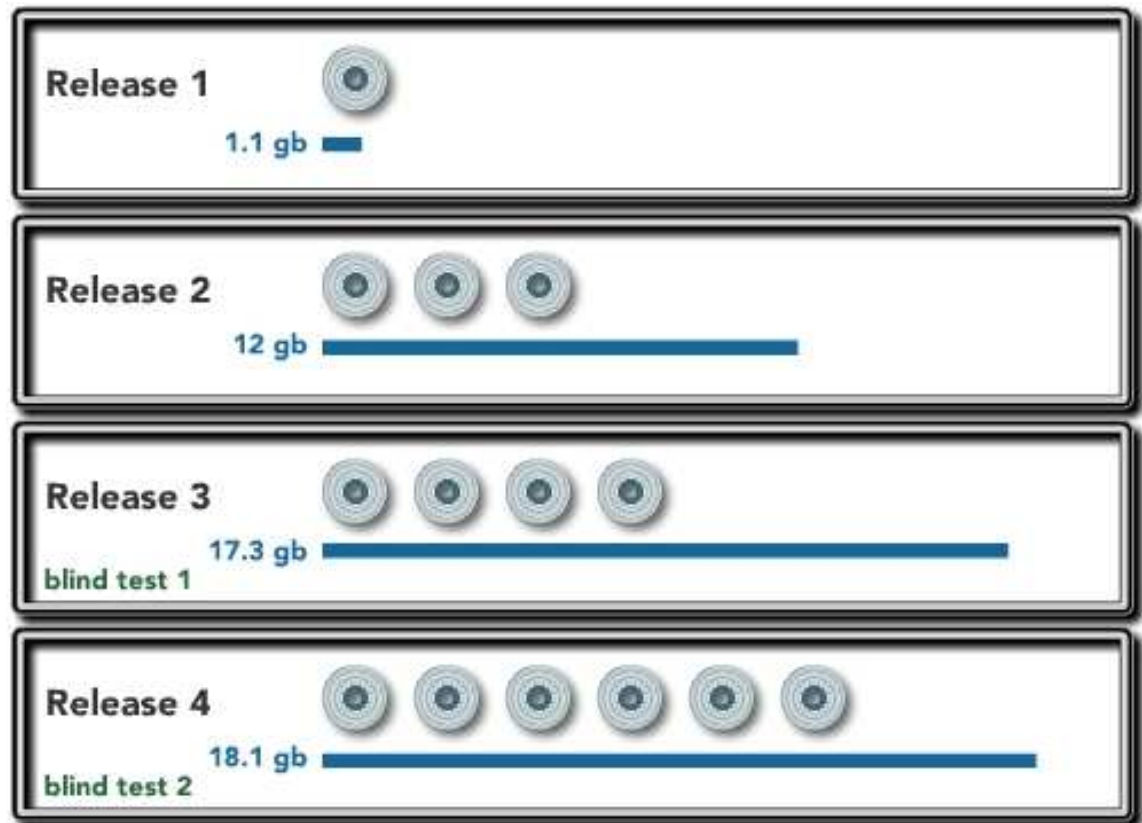 Release 1
1.1 gb
Release 2
12 gb
Release 3
17.3 gb
blind test 1
Release 4
18.1 gb
blind test 2